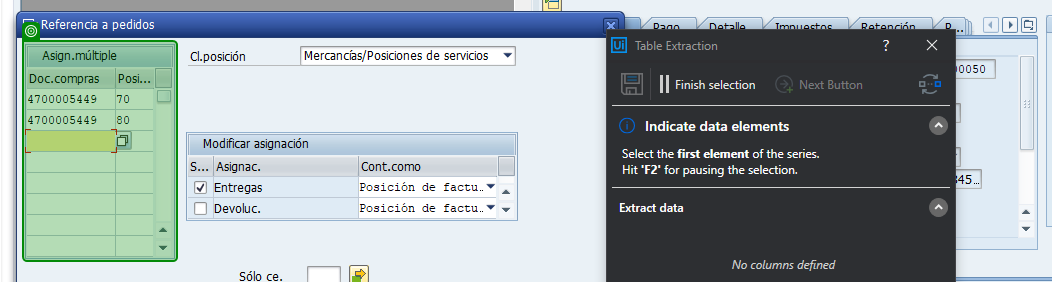 Referencia a pedidos
Asign.múltiple
Doc.compras Posi...
4700005449 70
4700005449 80
Cl.posición Mercancías/Posiciones de servicios
Modificar asignación
S... Asignac. Cont.como
Entregas Posición de factu..
Devoluc. Posición de factu..
Sólo ce.
Pago Detalle Impuestos Retención P...
00050
345..
Ui Table Extraction ?
Finish selection Next Button
Indicate data elements
Select the first element of the series.
Hit 'F2' for pausing the selection.
Extract data
No columns defined